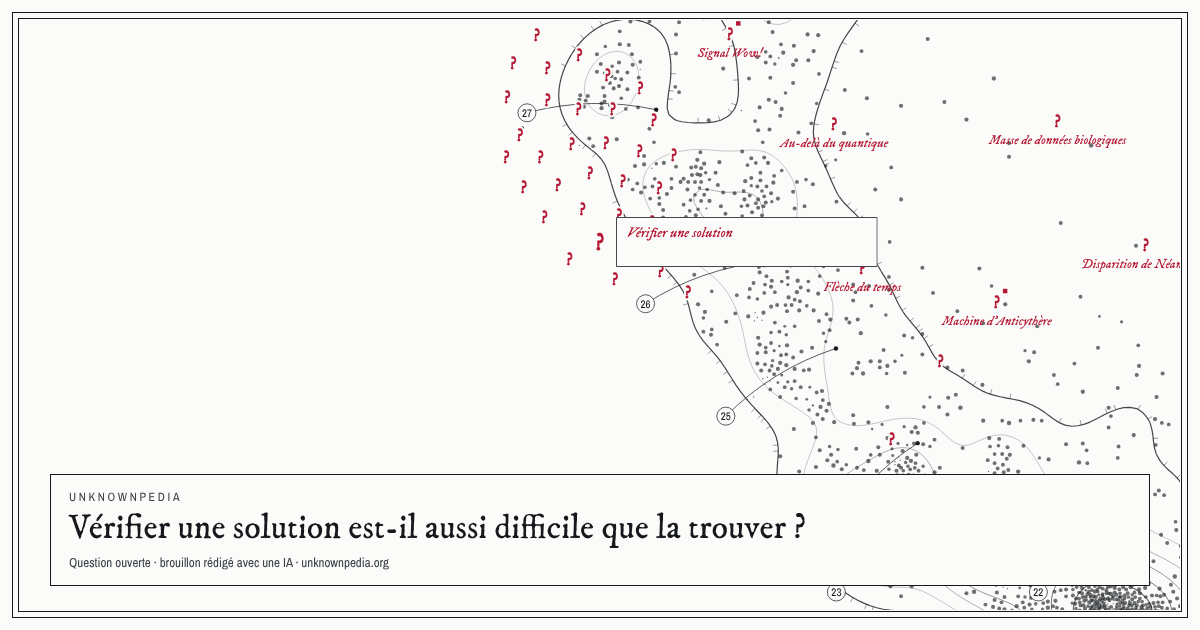 Signal Wow!
27
Au-delà du quantique
Masse de données biologiques
Vérifier une solution
Disparition de Néan
Flèche du temps
26
Machine d'Anticythère
25
UNKNOWNPEDIA
Vérifier une solution est-il aussi difficile que la trouver ?
Question ouverte · brouillon rédigé avec une IA · unknownpedia.org
23
22